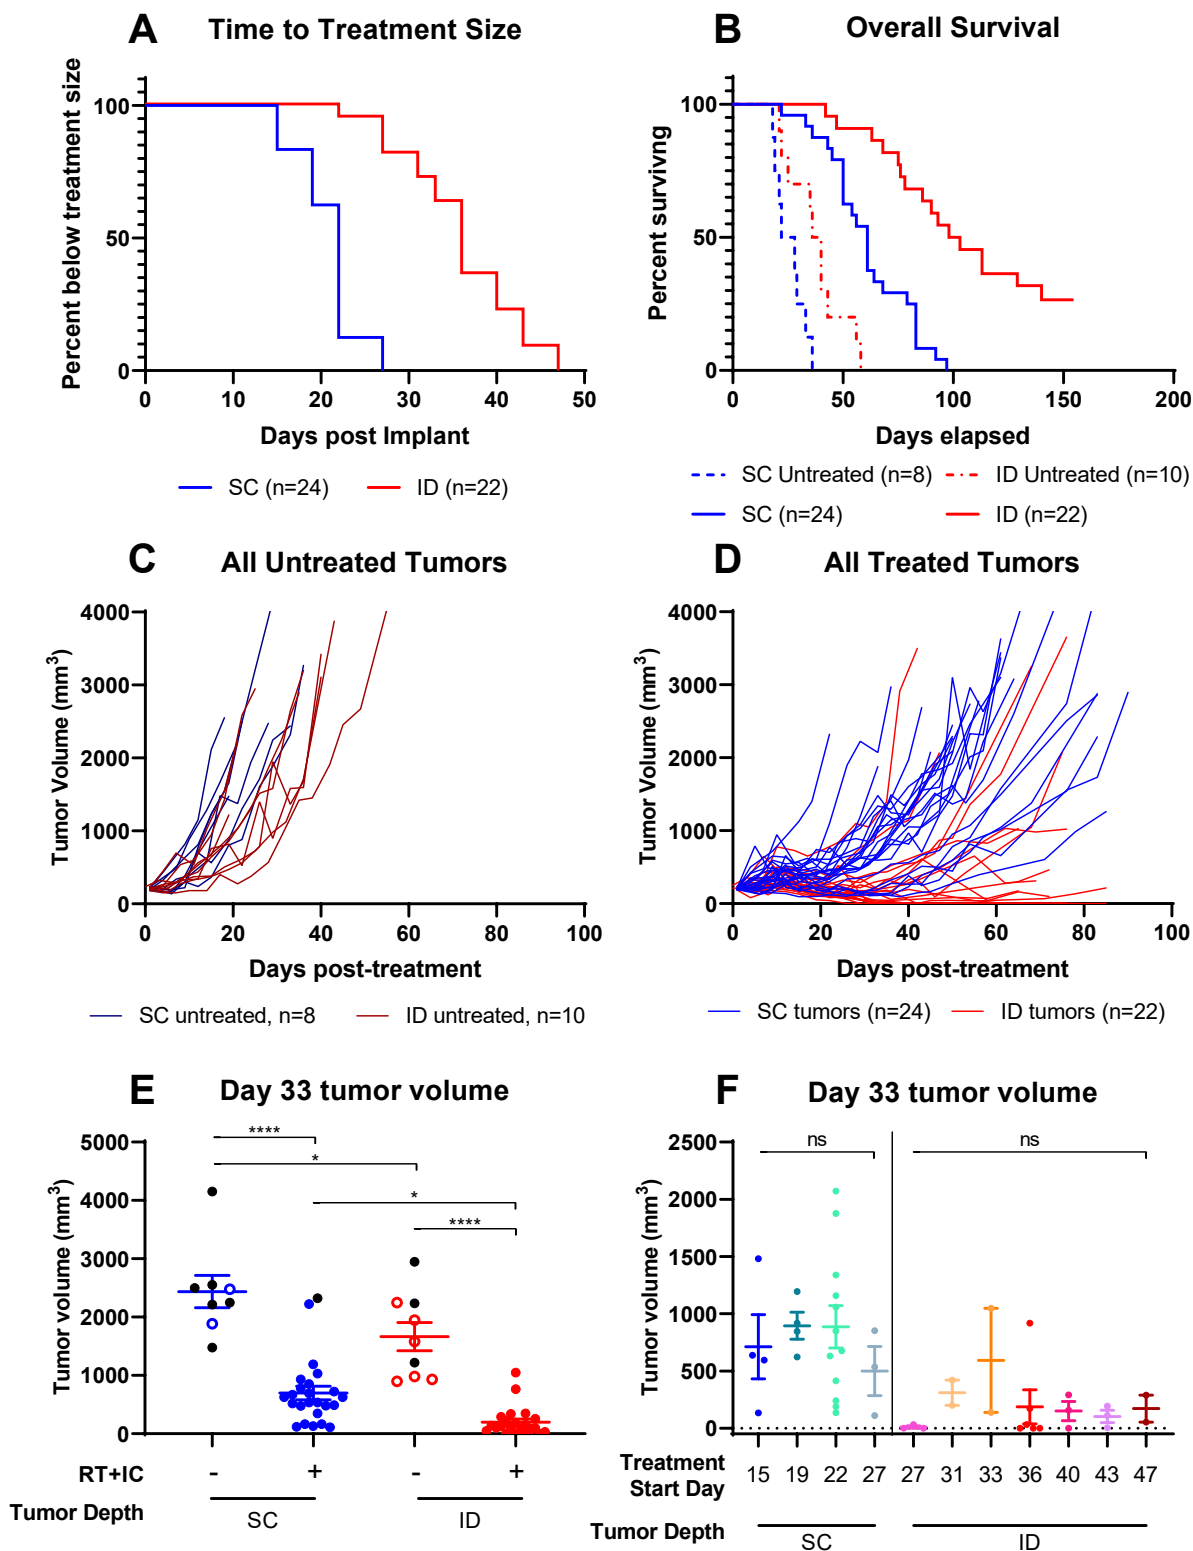 A Time to Treatment Size
Percent below treatment size
100
50
0
0 10 20 30 40 50
Days post Implant
SC (n=24) ID (n=22)
B Overall Survival
Percent survivng
100
50
0
0 50 100 150 200
Days elapsed
SC Untreated (n=8) ID Untreated (n=10)
SC (n=24) ID (n=22)
C All Untreated Tumors
Tumor Volume (mm³)
4000
3000
2000
1000
0
0 20 40 60 80 100
Days post-treatment
SC untreated, n=8 ID untreated, n=10
D All Treated Tumors
Tumor Volume (mm³)
4000
3000
2000
1000
0
0 20 40 60 80 100
Days post-treatment
SC tumors (n=24) ID tumors (n=22)
E Day 33 tumor volume
Tumor volume (mm³)
5000
4000
3000
2000
1000
0
****
*
*
****
RT+IC - + - +
Tumor Depth SC ID
F Day 33 tumor volume
Tumor volume (mm³)
2500
2000
1500
1000
500
0
ns ns
Treatment
Start Day 15 19 22 27 27 31 33 36 40 43 47
Tumor Depth SC ID